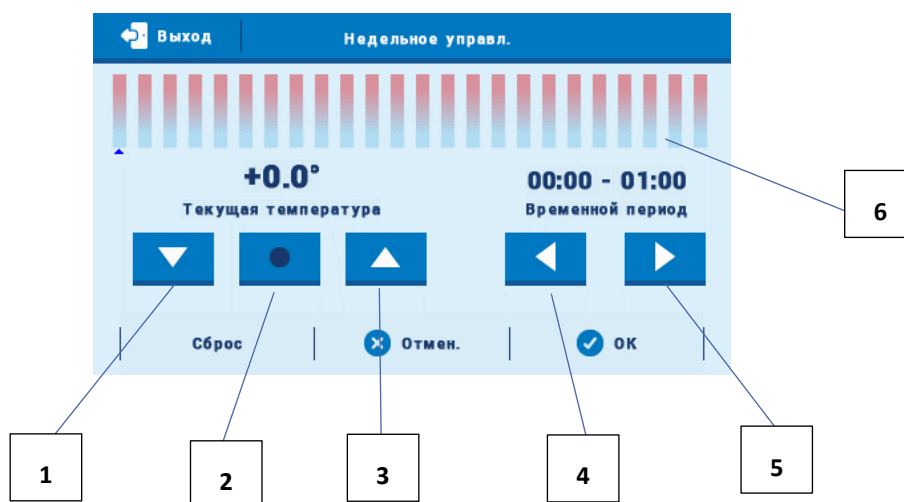 Выход
Недельное управл.
+0.0°
00:00 - 01:00
Текущая температура
Временной период
6
Сброс
Отмен.
OK
1
2
3
4
5